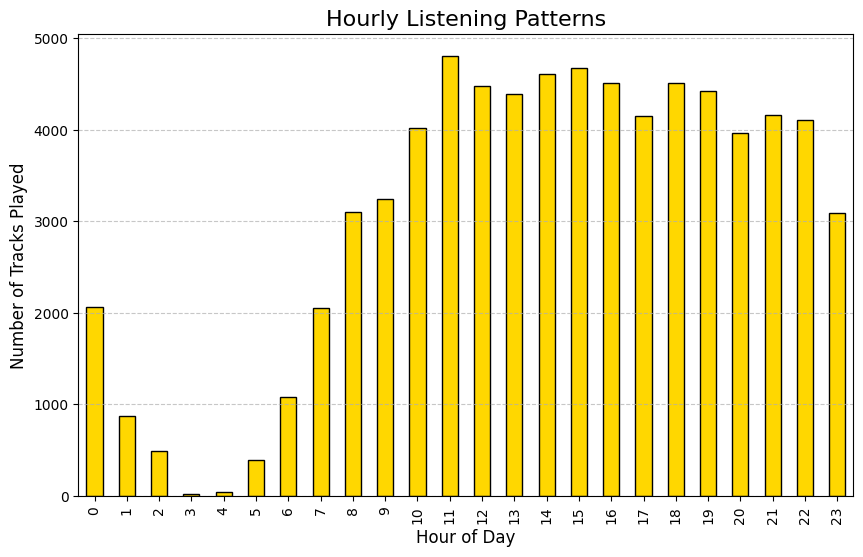 Hourly Listening Patterns
Number of Tracks Played
5000
4000
3000
2000
1000
0
0 1 2 3 4 5 6 7 8 9 10 11 12 13 14 15 16 17 18 19 20 21 22 23
Hour of Day